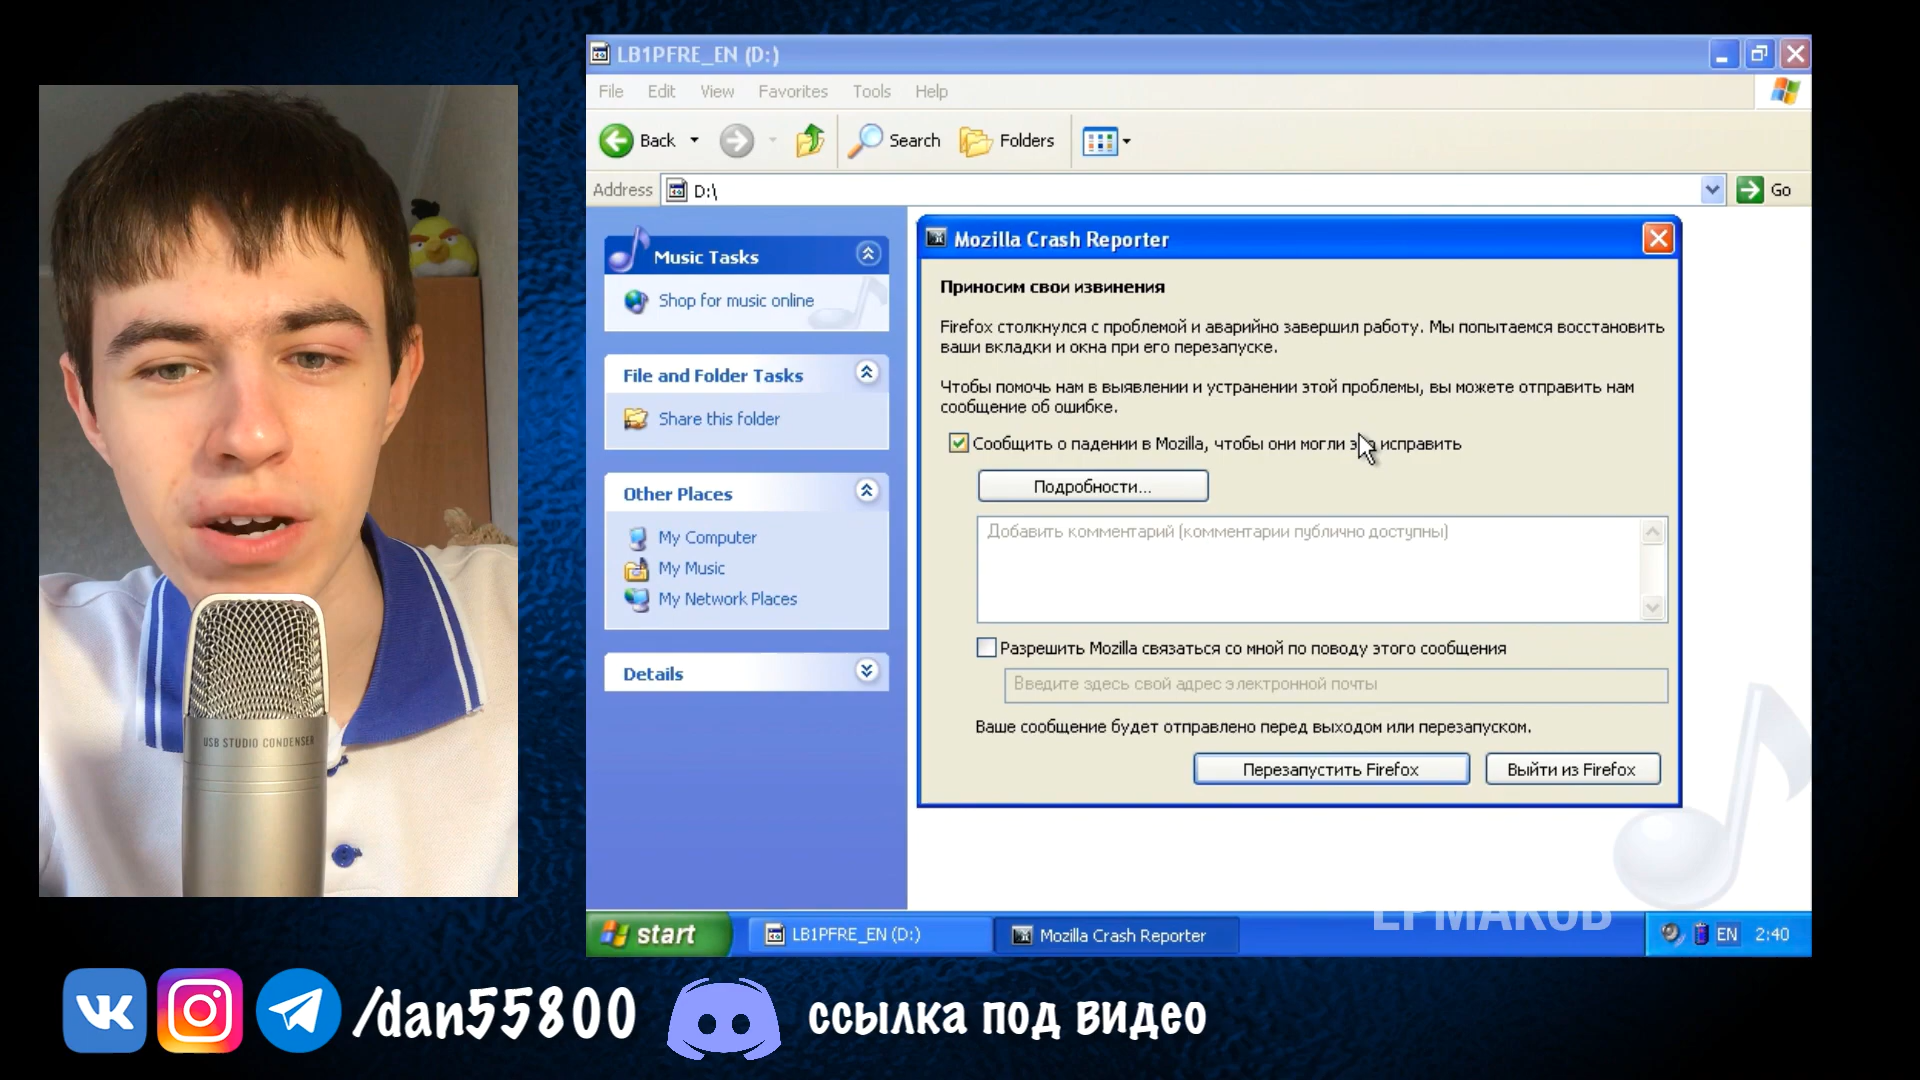 LB1PFRE_EN (D:)
File Edit View Favorites Tools Help
Back Search Folders
Address D:\ Go
Music Tasks
Shop for music online
File and Folder Tasks
Share this folder
Other Places
My Computer
My Music
My Network Places
Details
Mozilla Crash Reporter
Приносим свои извинения
Firefox столкнулся с проблемой и аварийно завершил работу. Мы попытаемся восстановить
ваши вкладки и окна при его перезапуске.
Чтобы помочь нам в выявлении и устранении этой проблемы, вы можете отправить нам
сообщение об ошибке.
Сообщить о падении в Mozilla, чтобы они могли это исправить
Подробности...
Добавить комментарий (комментарии публично доступны)
Разрешить Mozilla связаться со мной по поводу этого сообщения
Введите здесь свой адрес электронной почты
Ваше сообщение будет отправлено перед выходом или перезапуском.
Перезапустить Firefox Выйти из Firefox
ЕРМАКОВ
start LB1PFRE_EN (D:) Mozilla Crash Reporter EN 2:40
USB STUDIO CONDENSER
/dan55800 ссылка под видео